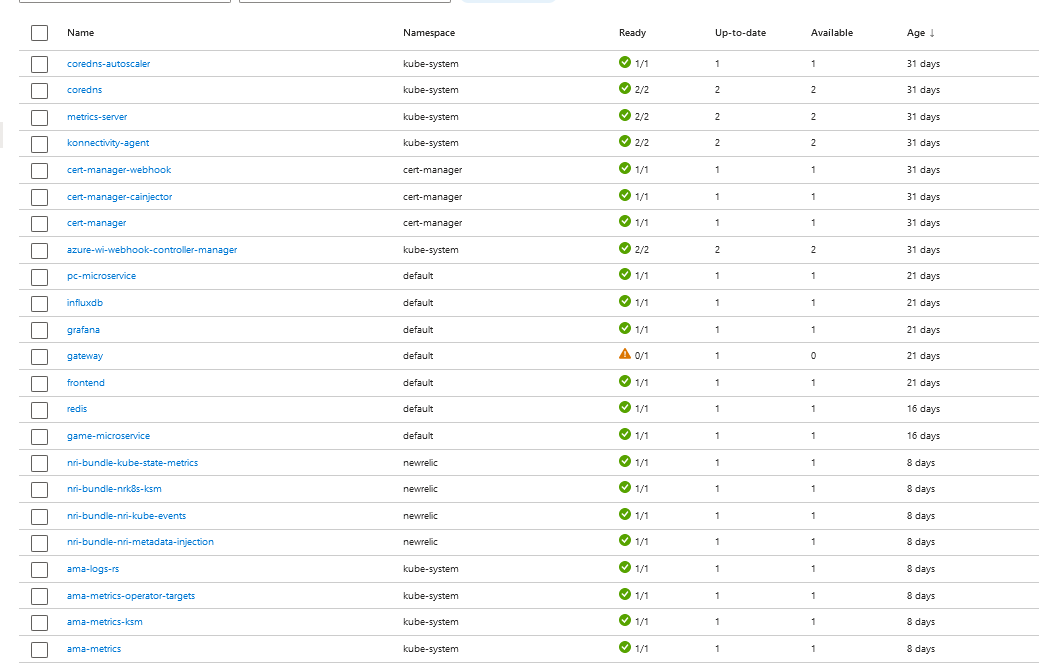 Name Namespace Ready Up-to-date Available Age ↓
coredns-autoscaler kube-system 1/1 1 1 31 days
coredns kube-system 2/2 2 2 31 days
metrics-server kube-system 2/2 2 2 31 days
konnectivity-agent kube-system 2/2 2 2 31 days
cert-manager-webhook cert-manager 1/1 1 1 31 days
cert-manager-cainjector cert-manager 1/1 1 1 31 days
cert-manager cert-manager 1/1 1 1 31 days
azure-wi-webhook-controller-manager kube-system 2/2 2 2 31 days
pc-microservice default 1/1 1 1 21 days
influxdb default 1/1 1 1 21 days
grafana default 1/1 1 1 21 days
gateway default 0/1 1 0 21 days
frontend default 1/1 1 1 21 days
redis default 1/1 1 1 16 days
game-microservice default 1/1 1 1 16 days
nri-bundle-kube-state-metrics newrelic 1/1 1 1 8 days
nri-bundle-nrk8s-ksm newrelic 1/1 1 1 8 days
nri-bundle-nri-kube-events newrelic 1/1 1 1 8 days
nri-bundle-nri-metadata-injection newrelic 1/1 1 1 8 days
ama-logs-rs kube-system 1/1 1 1 8 days
ama-metrics-operator-targets kube-system 1/1 1 1 8 days
ama-metrics-ksm kube-system 1/1 1 1 8 days
ama-metrics kube-system 1/1 1 1 8 days